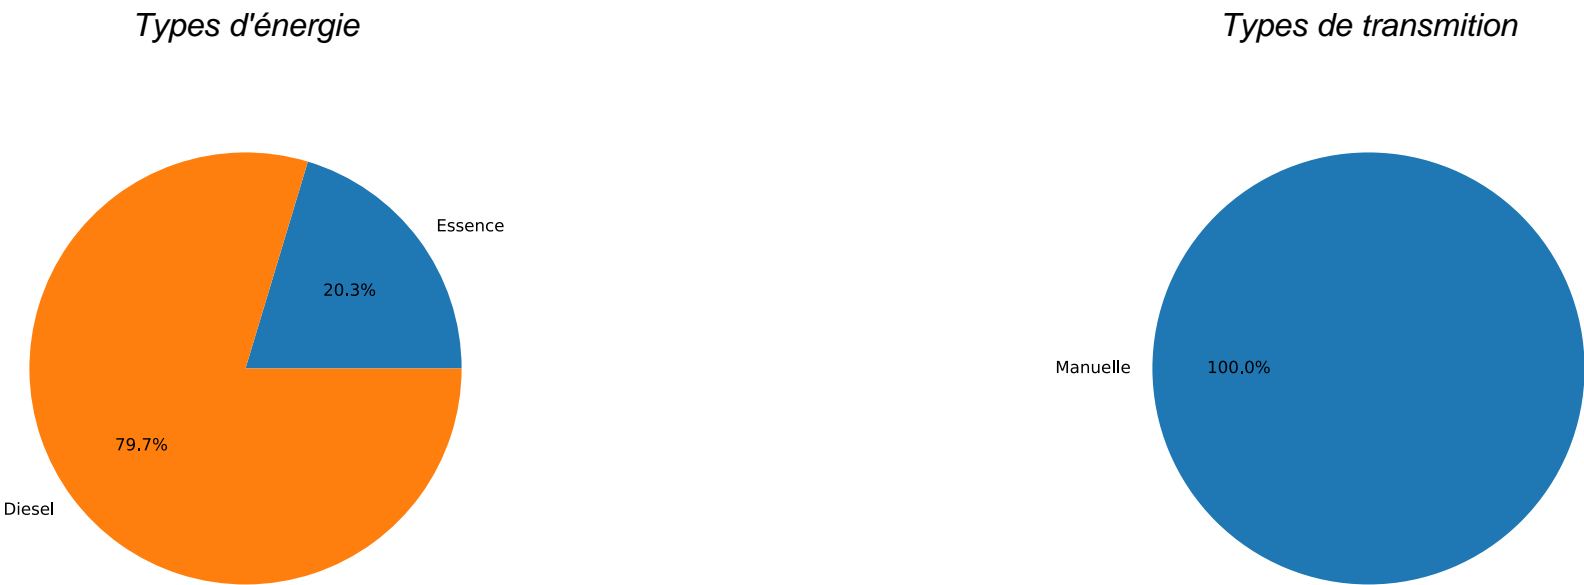 Types d'énergie
Types de transmition
Essence
20.3%
79.7%
Diesel
Manuelle
100.0%